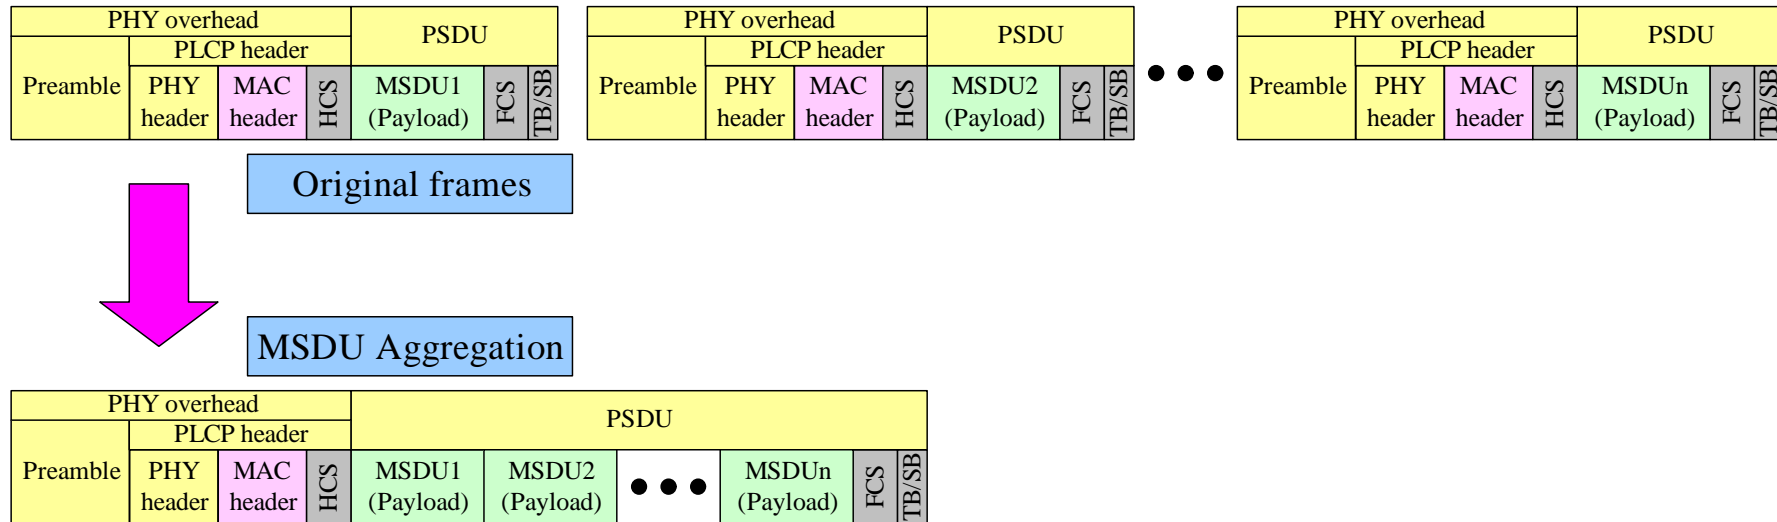 PHY overhead
PSDU
PLCP header
Preamble
PHY
header
MAC
header
HCS
MSDU1
(Payload)
FCS
TB/SB
PHY overhead
PSDU
PLCP header
PHY
header
MAC
header
HCS
MSDU2
(Payload)
FCS
TB/SB
PHY overhead
PSDU
PLCP header
Preamble
PHY
header
MAC
header
HCS
MSDUn
(Payload)
FCS
TB/SB
Original frames
MSDU Aggregation
PHY overhead
PSDU
PLCP header
Preamble
PHY
header
MAC
header
HCS
MSDU1
(Payload)
MSDU2
(Payload)
MSDUn
(Payload)
FCS
TB/SB